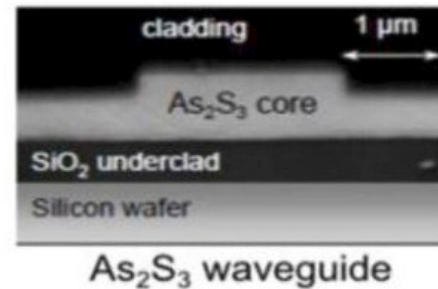 cladding
1 μm
As₂S₃ core
SiO₂ underclad
Silicon wafer
As₂S₃ waveguide